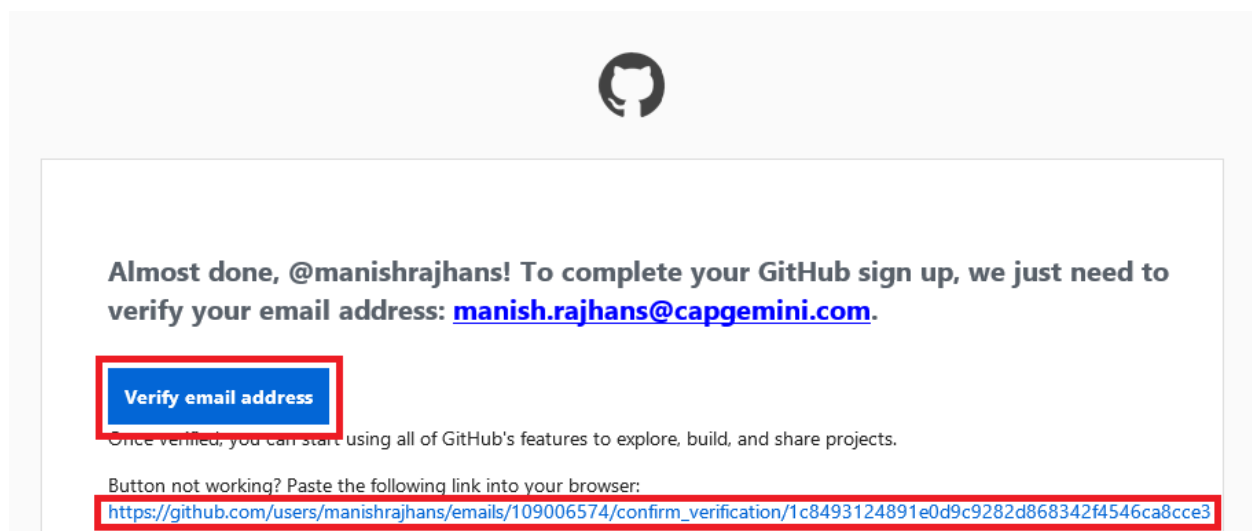 Almost done, @manishrajhans! To complete your GitHub sign up, we just need to
verify your email address: manish.rajhans@capgemini.com.
Verify email address
Once verified, you can start using all of GitHub's features to explore, build, and share projects.
Button not working? Paste the following link into your browser:
https://github.com/users/manishrajhans/emails/109006574/confirm_verification/1c8493124891e0d9c9282d868342f4546ca8cce3